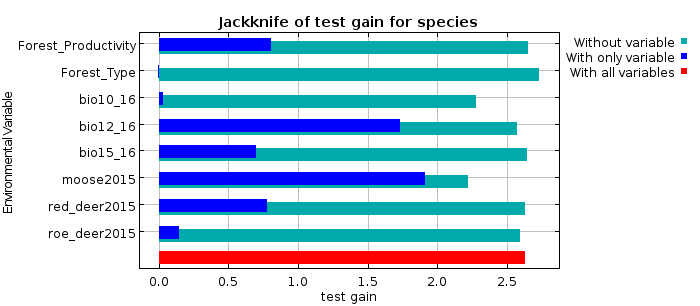 Jackknife of test gain for species
Without variable
With only variable
With all variables
Environmental Variable
Forest_Productivity
Forest_Type
bio10_16
bio12_16
bio15_16
moose2015
red_deer2015
roe_deer2015
0.0 0.5 1.0 1.5 2.0 2.5
test gain